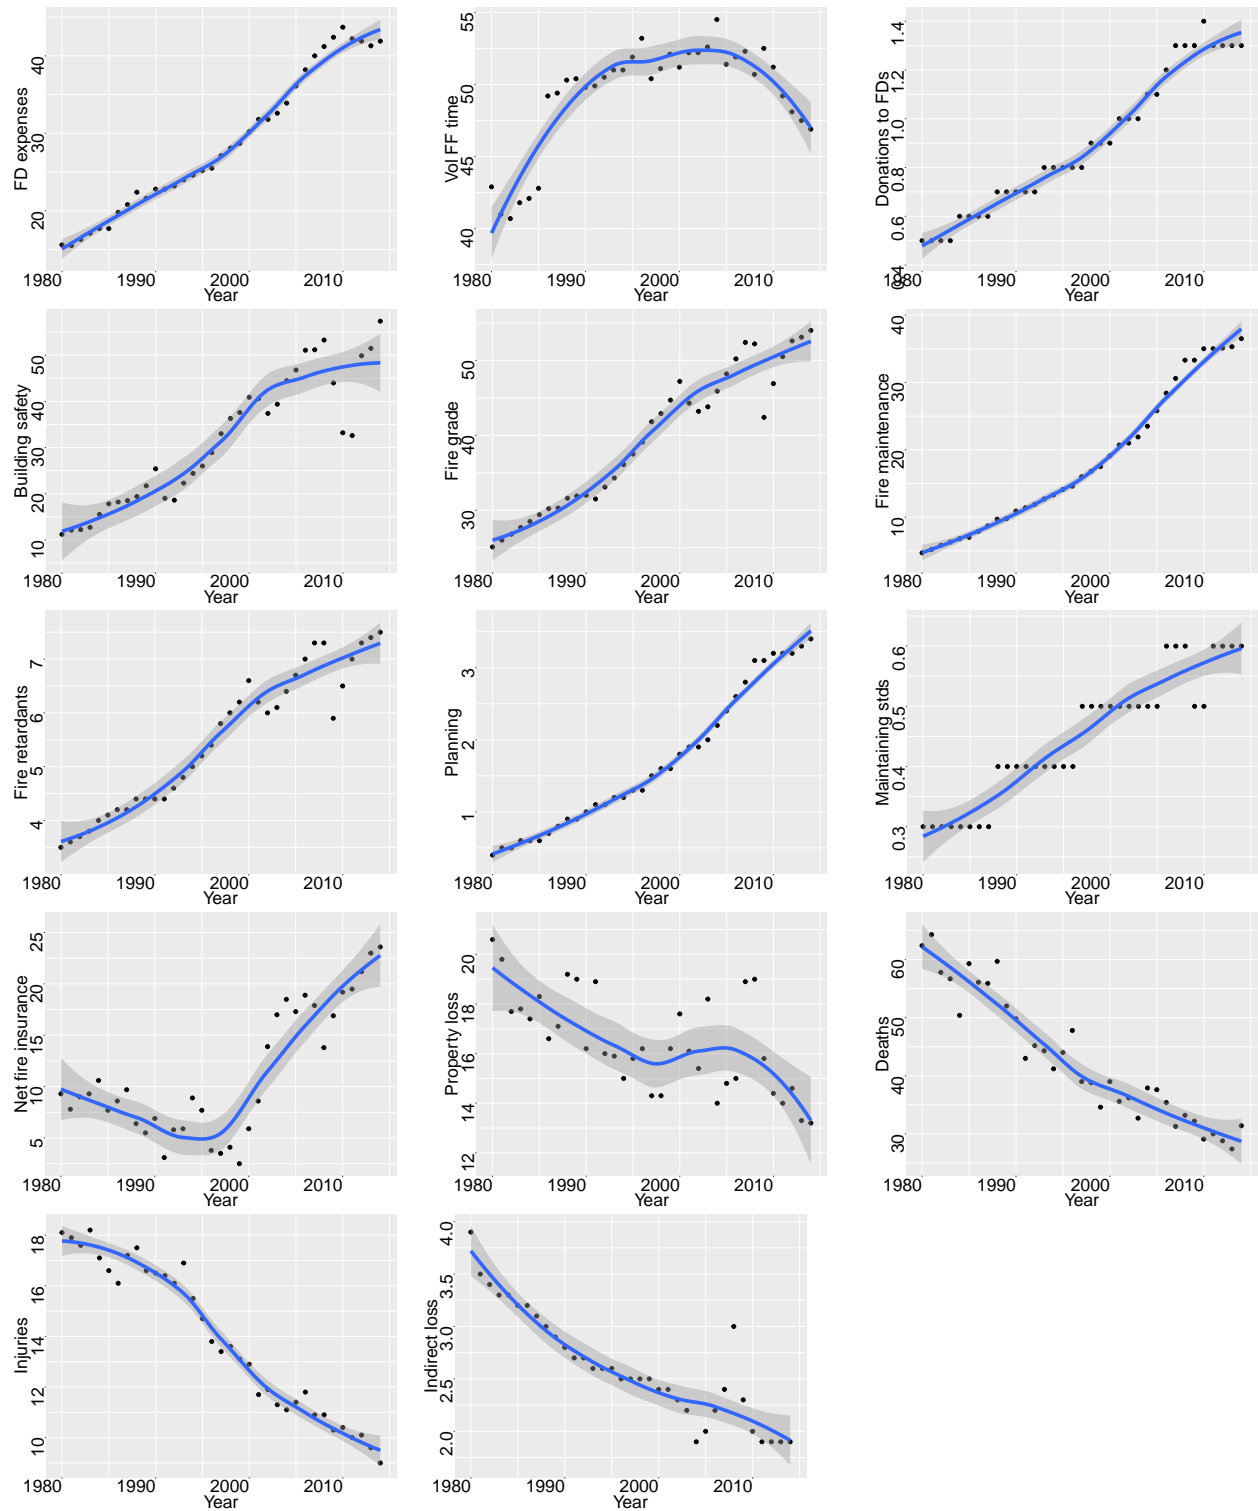 FD expenses
40
30
20
1980 1990 2000 2010
Year
Vol FF time
55
50
45
40
1980 1990 2000 2010
Year
Donations to FDs
1.4
1.2
1.0
0.8
0.6
0.4
1980 1990 2000 2010
Year
Building safety
50
40
30
20
10
1980 1990 2000 2010
Year
Fire grade
50
40
30
1980 1990 2000 2010
Year
Fire maintenance
40
30
20
10
1980 1990 2000 2010
Year
Fire retardants
7
6
5
4
1980 1990 2000 2010
Year
Planning
3
2
1
1980 1990 2000 2010
Year
Maintaining stds
0.6
0.5
0.4
0.3
1980 1990 2000 2010
Year
Net fire insurance
25
20
15
10
5
1980 1990 2000 2010
Year
Property loss
20
18
16
14
12
1980 1990 2000 2010
Year
Deaths
60
50
40
30
1980 1990 2000 2010
Year
Injuries
18
16
14
12
10
1980 1990 2000 2010
Year
Indirect loss
4.0
3.5
3.0
2.5
2.0
1980 1990 2000 2010
Year